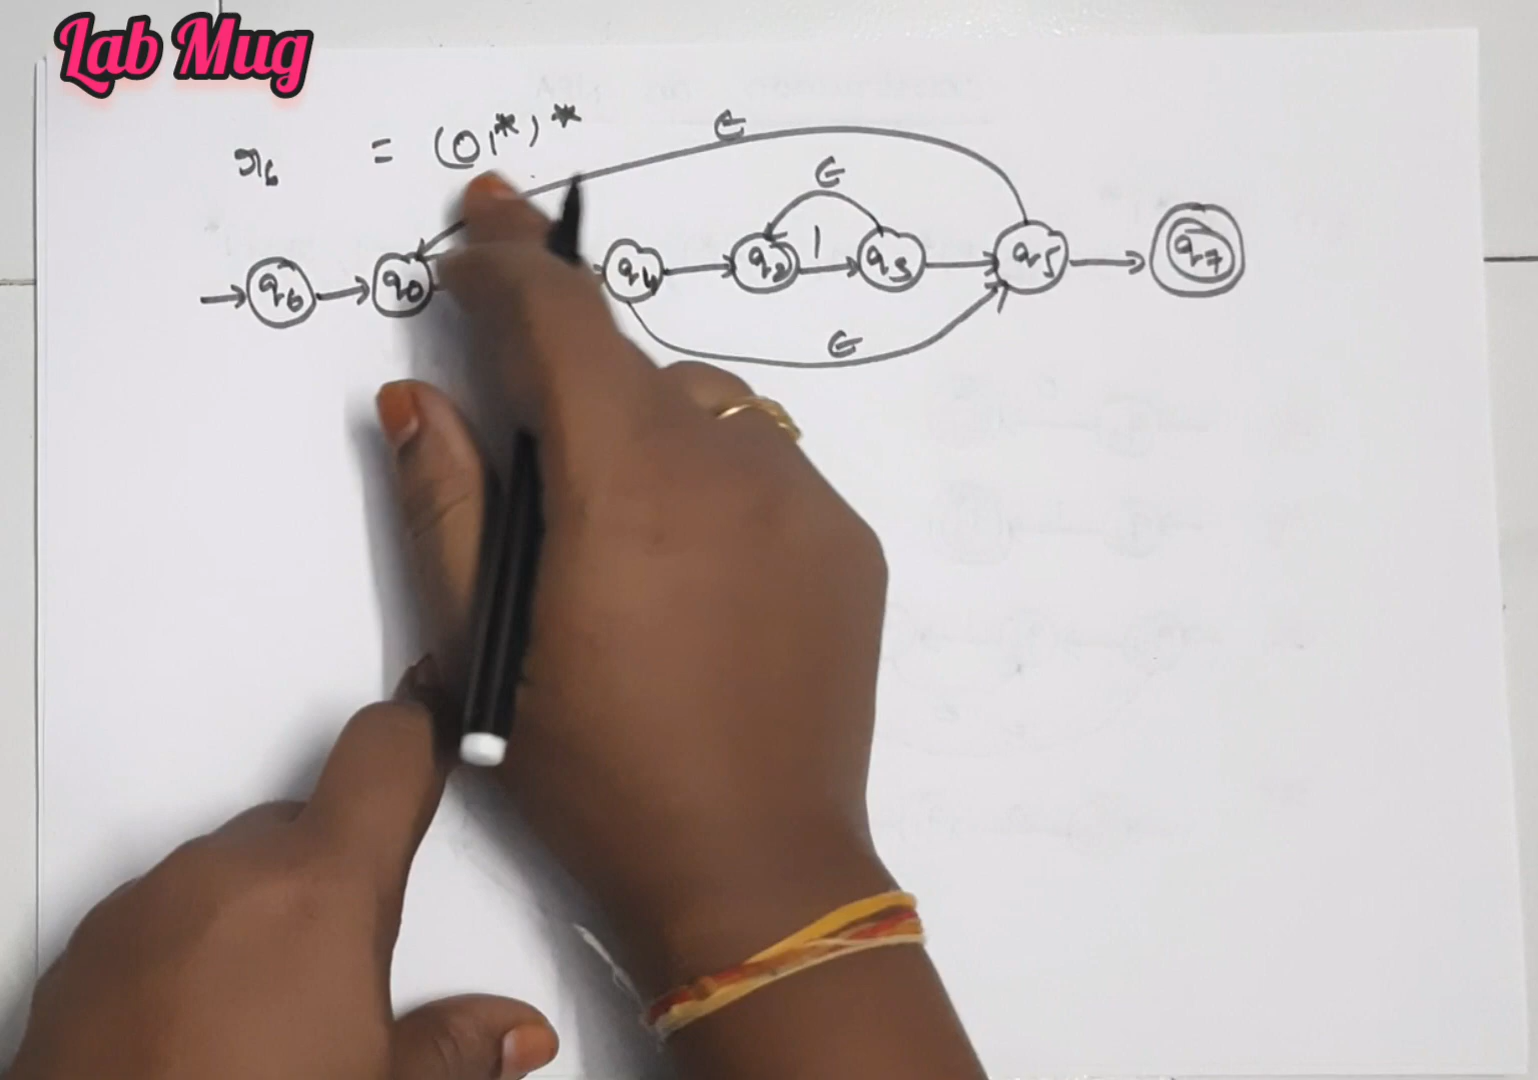 Lab Mug
r6 = (01*)*
ϵ
ϵ
q6 q0 q4 q2 1 q3 q5 q7
ϵ